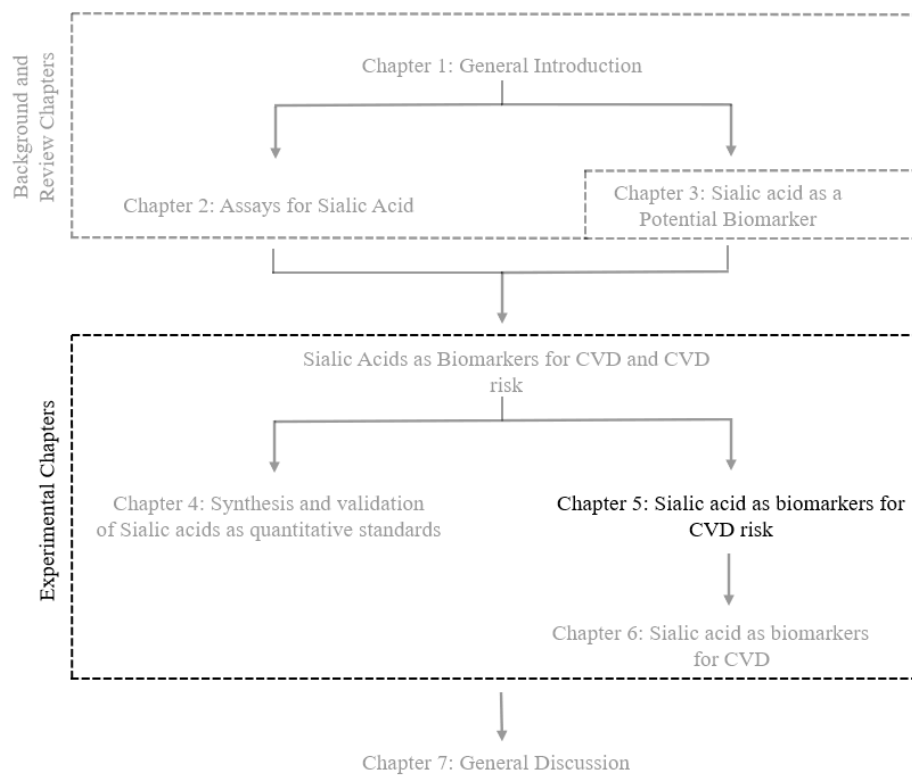 Background and
Review Chapters
Chapter 1: General Introduction
Chapter 2: Assays for Sialic Acid
Chapter 3: Sialic acid as a
Potential Biomarker
Experimental Chapters
Sialic Acids as Biomarkers for CVD and CVD
risk
Chapter 4: Synthesis and validation
of Sialic acids as quantitative standards
Chapter 5: Sialic acid as biomarkers for
CVD risk
Chapter 6: Sialic acid as biomarkers
for CVD
Chapter 7: General Discussion